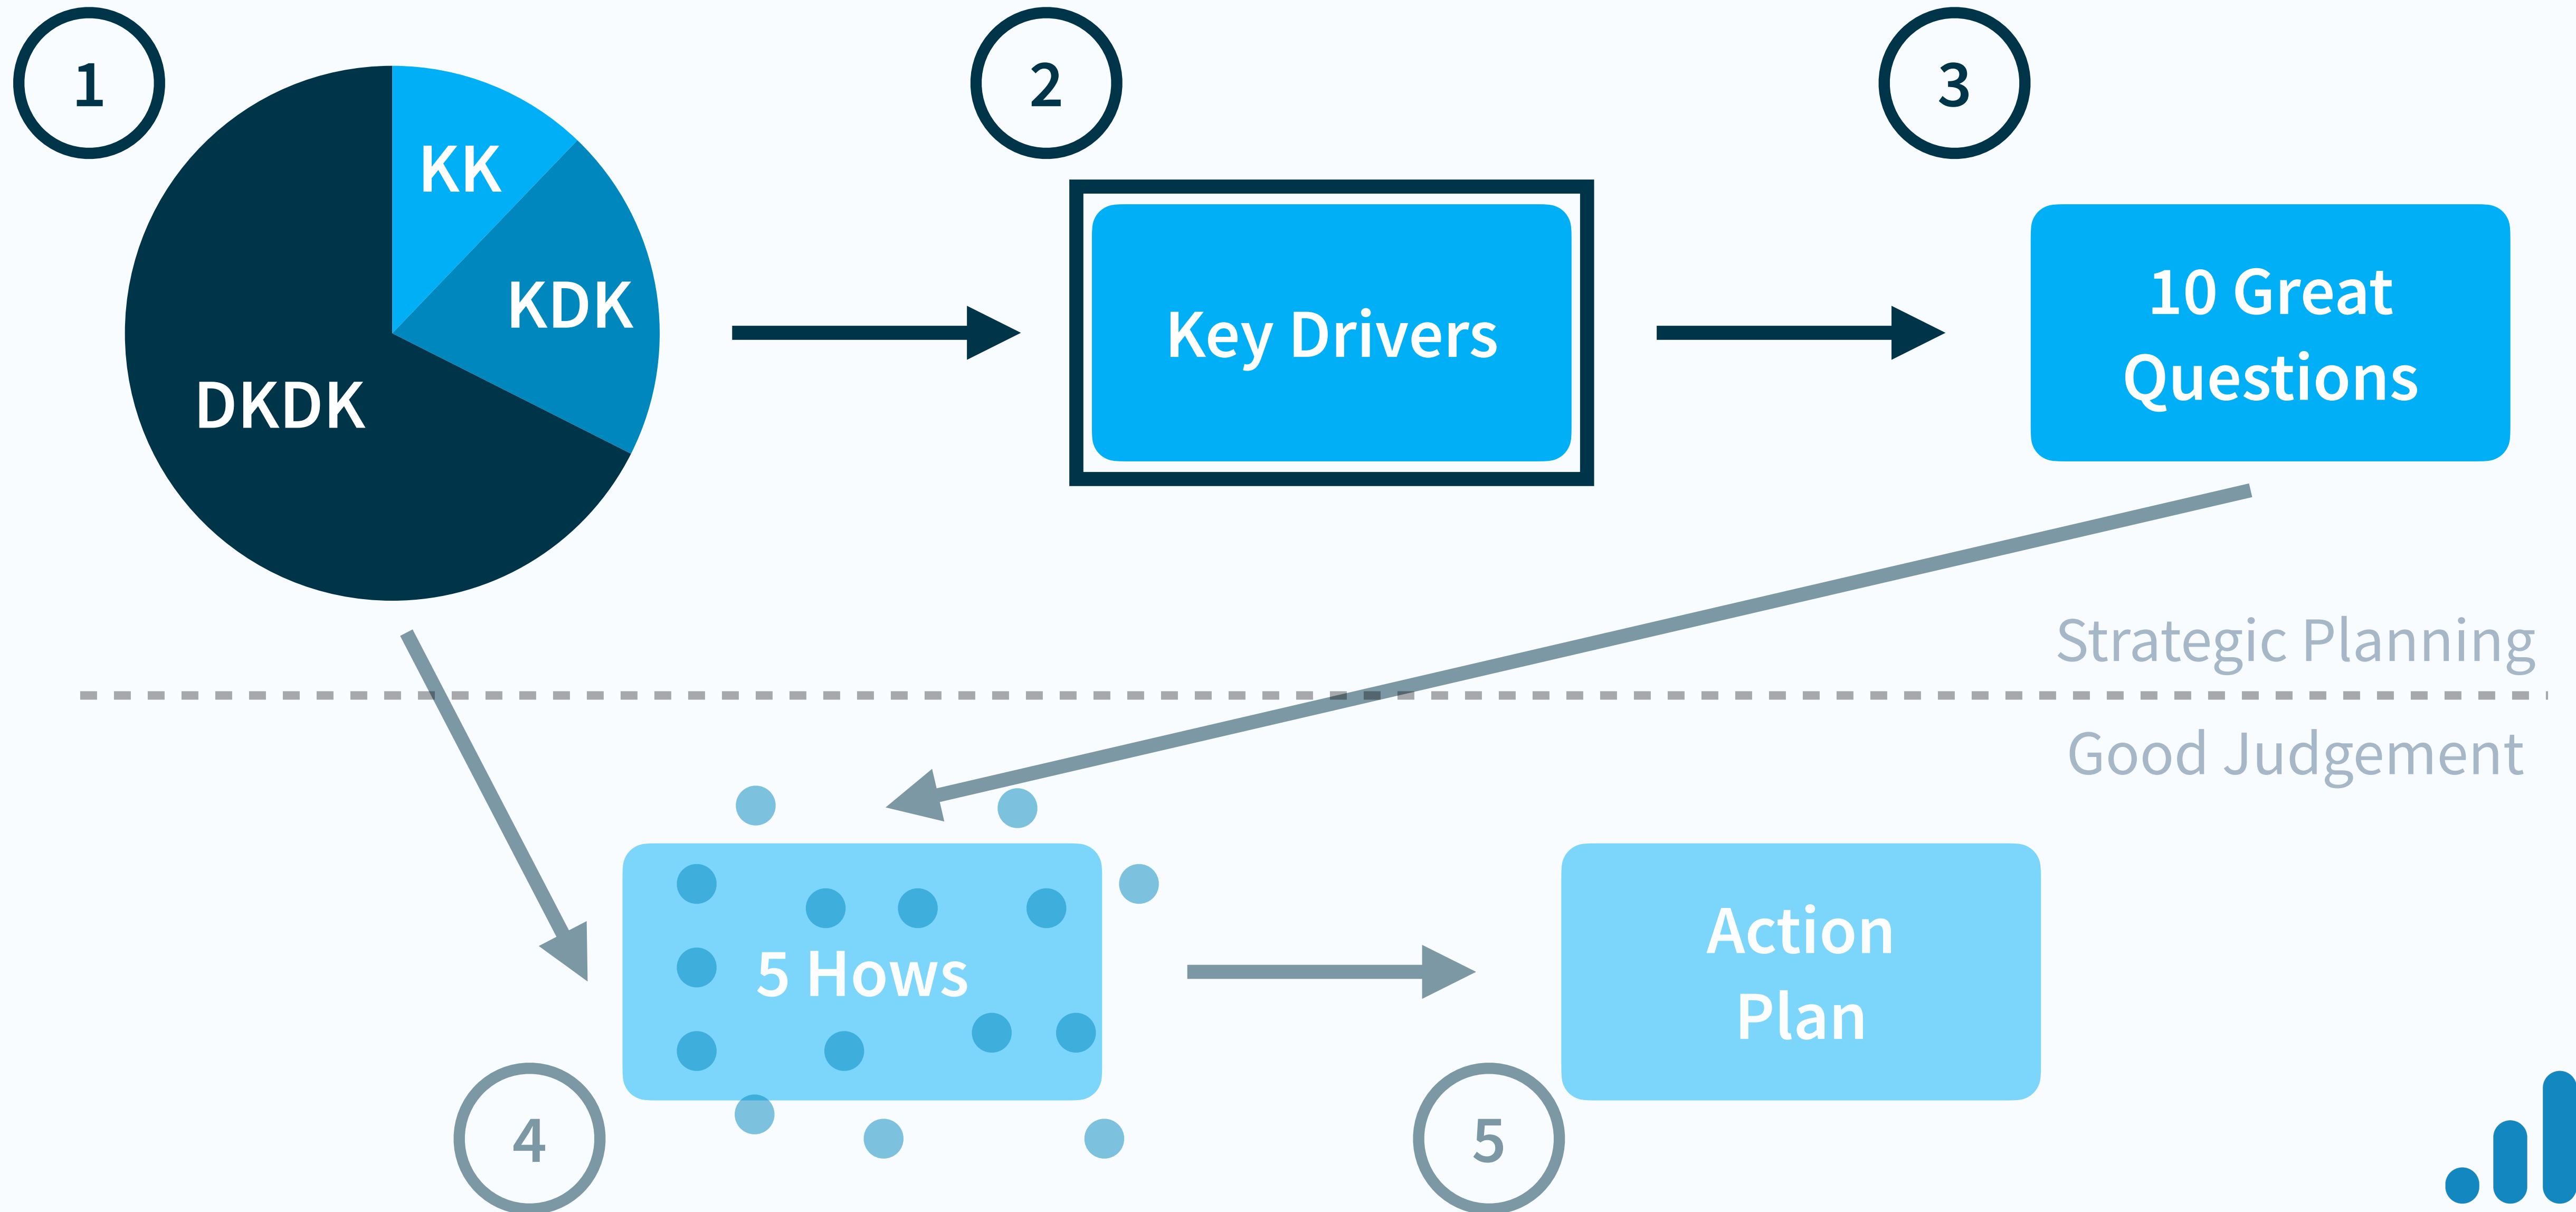 1
2
3
KK
KDK
DKDK
Key Drivers
10 Great
Questions
Strategic Planning
Good Judgement
5 Hows
Action
Plan
4
5